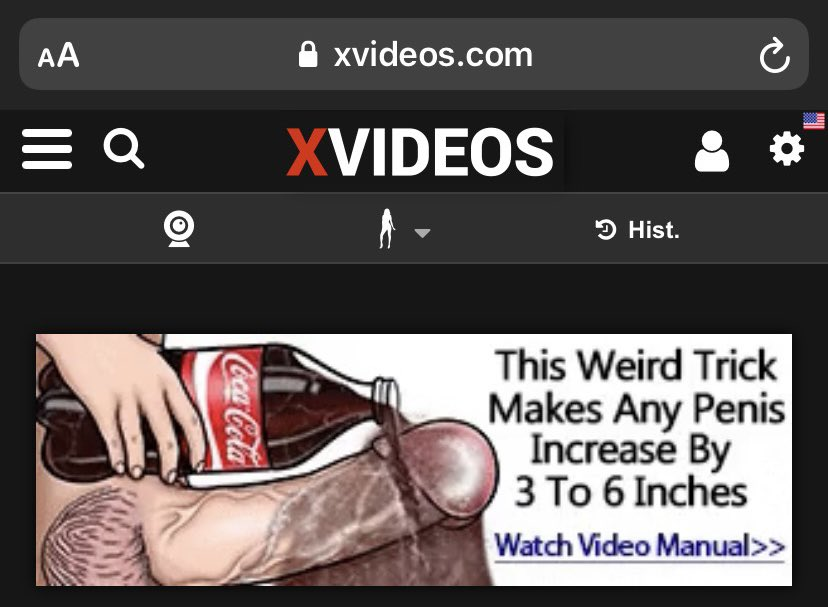 AA
xvideos.com
XVIDEOS
Hist.
Coca-Cola
This Weird Trick
Makes Any Penis
Increase By
3 To 6 Inches
Watch Video Manual>>